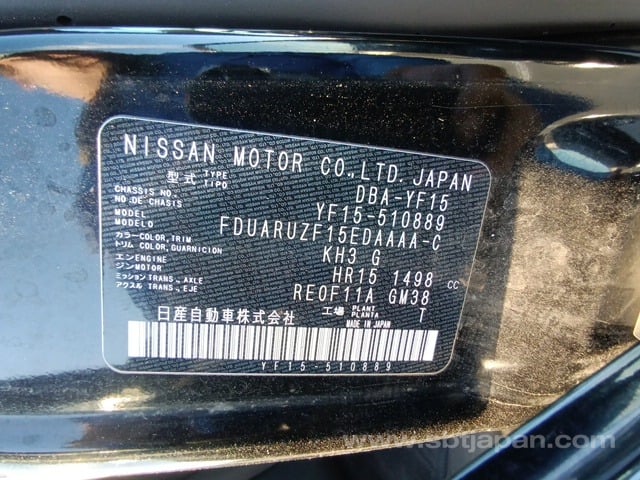 NISSAN MOTOR CO.,LTD. JAPAN
型式 TYPE TIPO DBA-YF15
CHASSIS NO. NO.DE CHASIS YF15-510889
MODEL MODELO FDUARUZF15EDAAAA-C
カラー トリム COLOR,TRIM COLOR,TRIM KH3 G
エンジン ENGINE MOTOR HR15 1498 CC
ミッション アクスル TRANS.,AXLE TRANS.,EJE RE0F11A GM38
日産自動車株式会社 工場 PLANT PLANTA T
MADE IN JAPAN
YF15-510889
www.sbtjapan.com